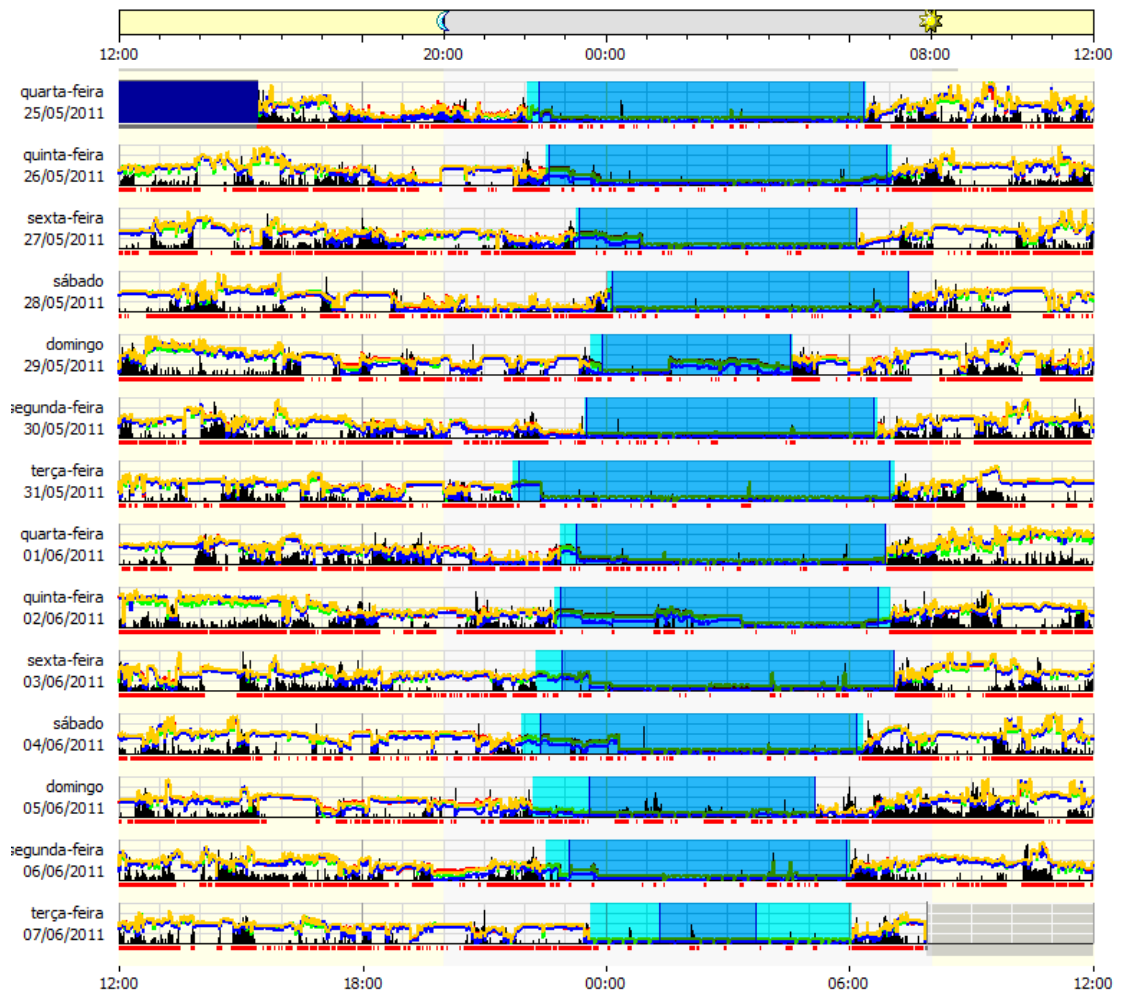 12:00 20:00 00:00 08:00 12:00
quarta-feira
25/05/2011
quinta-feira
26/05/2011
sexta-feira
27/05/2011
sábado
28/05/2011
domingo
29/05/2011
segunda-feira
30/05/2011
terça-feira
31/05/2011
quarta-feira
01/06/2011
quinta-feira
02/06/2011
sexta-feira
03/06/2011
sábado
04/06/2011
domingo
05/06/2011
segunda-feira
06/06/2011
terça-feira
07/06/2011
12:00 18:00 00:00 06:00 12:00